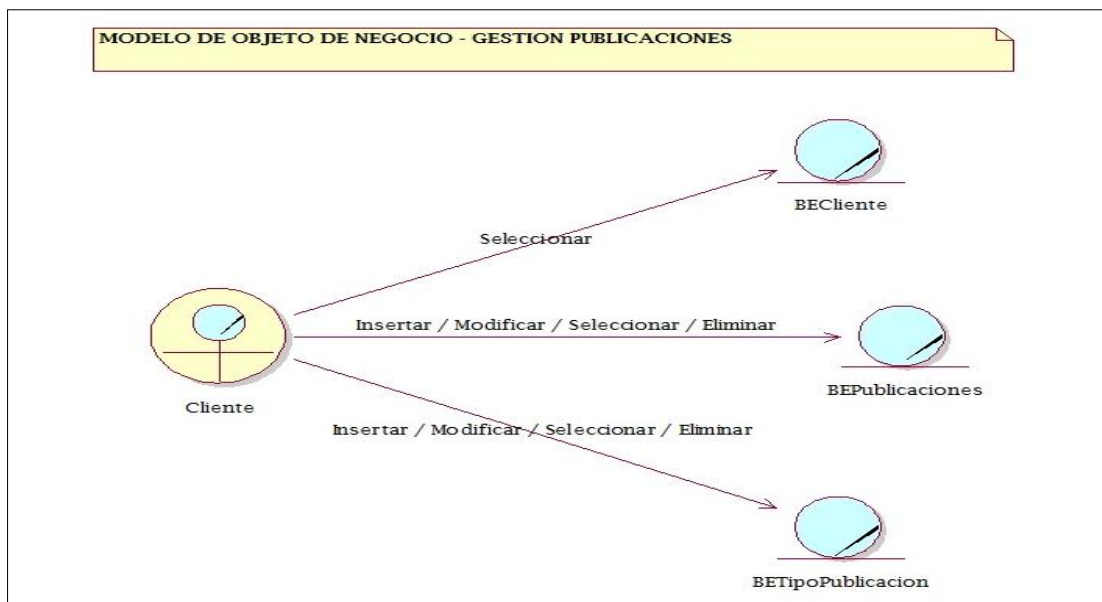 MODELO DE OBJETO DE NEGOCIO - GESTION PUBLICACIONES
BECliente
Seleccionar
Insertar / Modificar / Seleccionar / Eliminar
BEPublicaciones
Cliente
Insertar / Modificar / Seleccionar / Eliminar
BETipoPublicacion